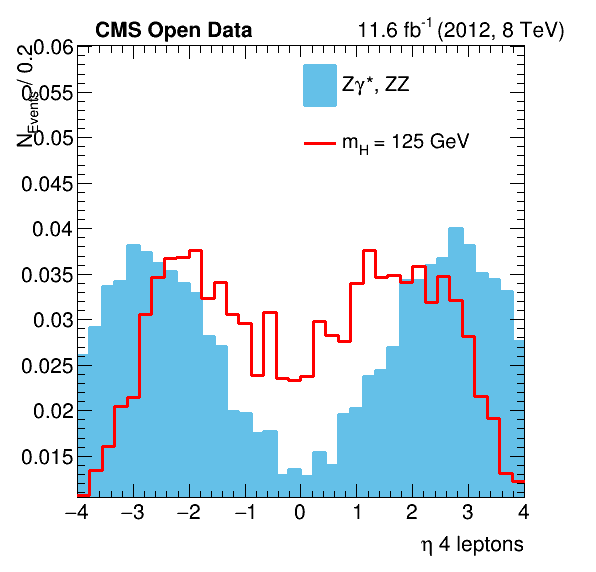 CMS Open Data
11.6 fb⁻¹ (2012, 8 TeV)
N_Events / 0.2
0.06
0.055
0.05
0.045
0.04
0.035
0.03
0.025
0.02
0.015
Zγ*, ZZ
m_H = 125 GeV
−4 −3 −2 −1 0 1 2 3 4
η 4 leptons